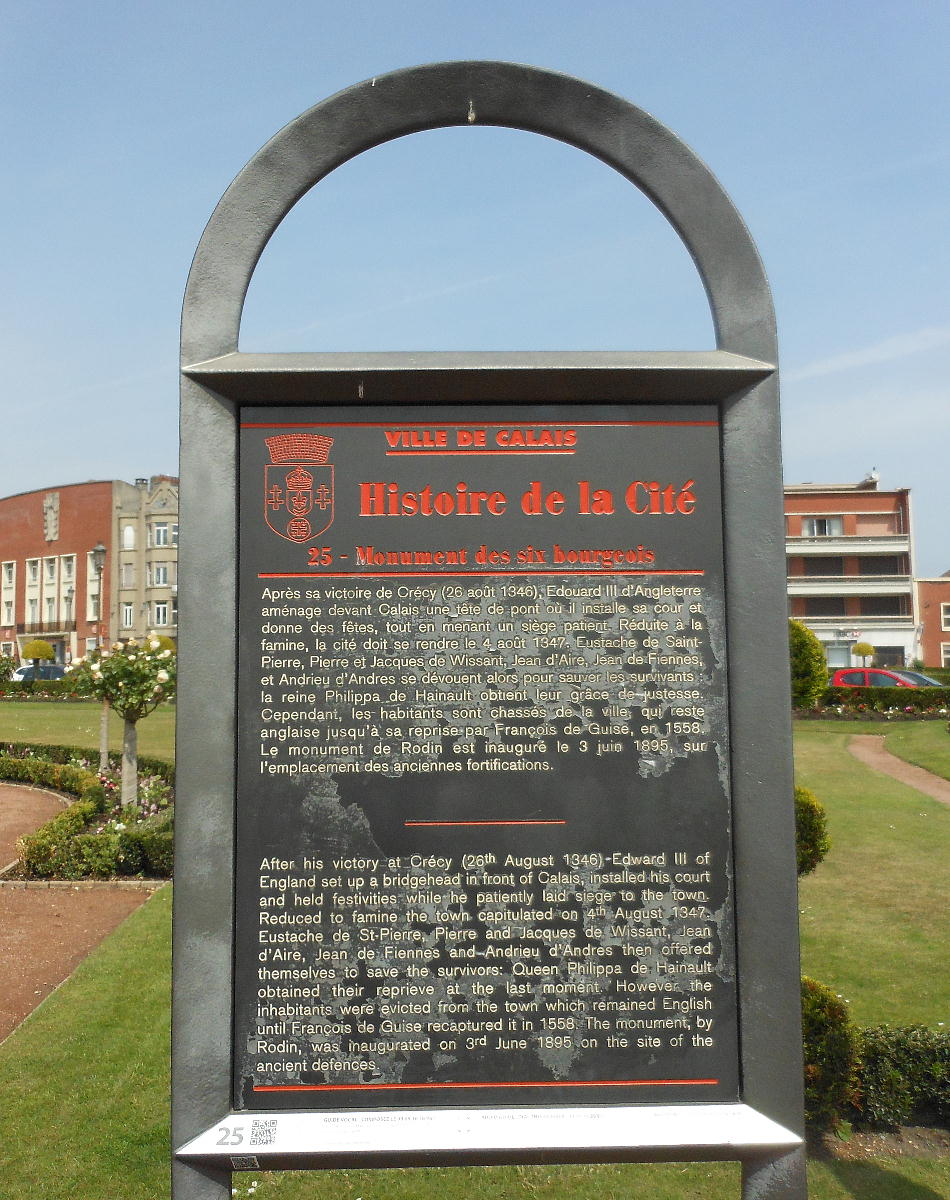 VILLE DE CALAIS
Histoire de la Cité
25 - Monument des six bourgeois
Après sa victoire de Crécy (26 août 1346), Edouard III d'Angleterre
aménage devant Calais une tête de pont où il installe sa cour et
donne des fêtes, tout en menant un siège patient. Réduite à la
famine, la cité doit se rendre le 4 août 1347. Eustache de Saint-
Pierre, Pierre et Jacques de Wissant, Jean d'Aire, Jean de Fiennes,
et Andrieu d'Andres se dévouent alors pour sauver les survivants :
la reine Philippa de Hainault obtient leur grâce de justesse.
Cependant, les habitants sont chassés de la ville, qui reste
anglaise jusqu'à sa reprise par François de Guise, en 1558.
Le monument de Rodin est inauguré le 3 juin 1895, sur
l'emplacement des anciennes fortifications.
After his victory at Crécy (26th August 1346) Edward III of
England set up a bridgehead in front of Calais, installed his court
and held festivities while he patiently laid siege to the town.
Reduced to famine the town capitulated on 4th August 1347.
Eustache de St-Pierre, Pierre and Jacques de Wissant, Jean
d'Aire, Jean de Fiennes and Andrieu d'Andres then offered
themselves to save the survivors: Queen Philippa de Hainault
obtained their reprieve at the last moment. However the
inhabitants were evicted from the town which remained English
until François de Guise recaptured it in 1558. The monument, by
Rodin, was inaugurated on 3rd June 1895 on the site of the
ancient defences.
25